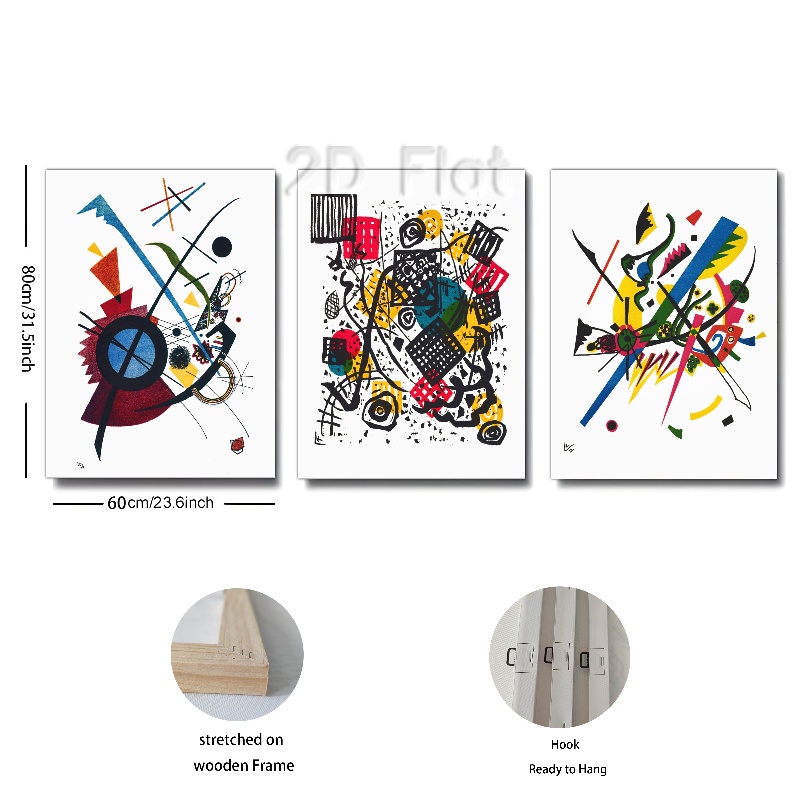 2D Flat
80cm/31.5inch
60cm/23.6inch
stretched on
wooden Frame
Hook
Ready to Hang